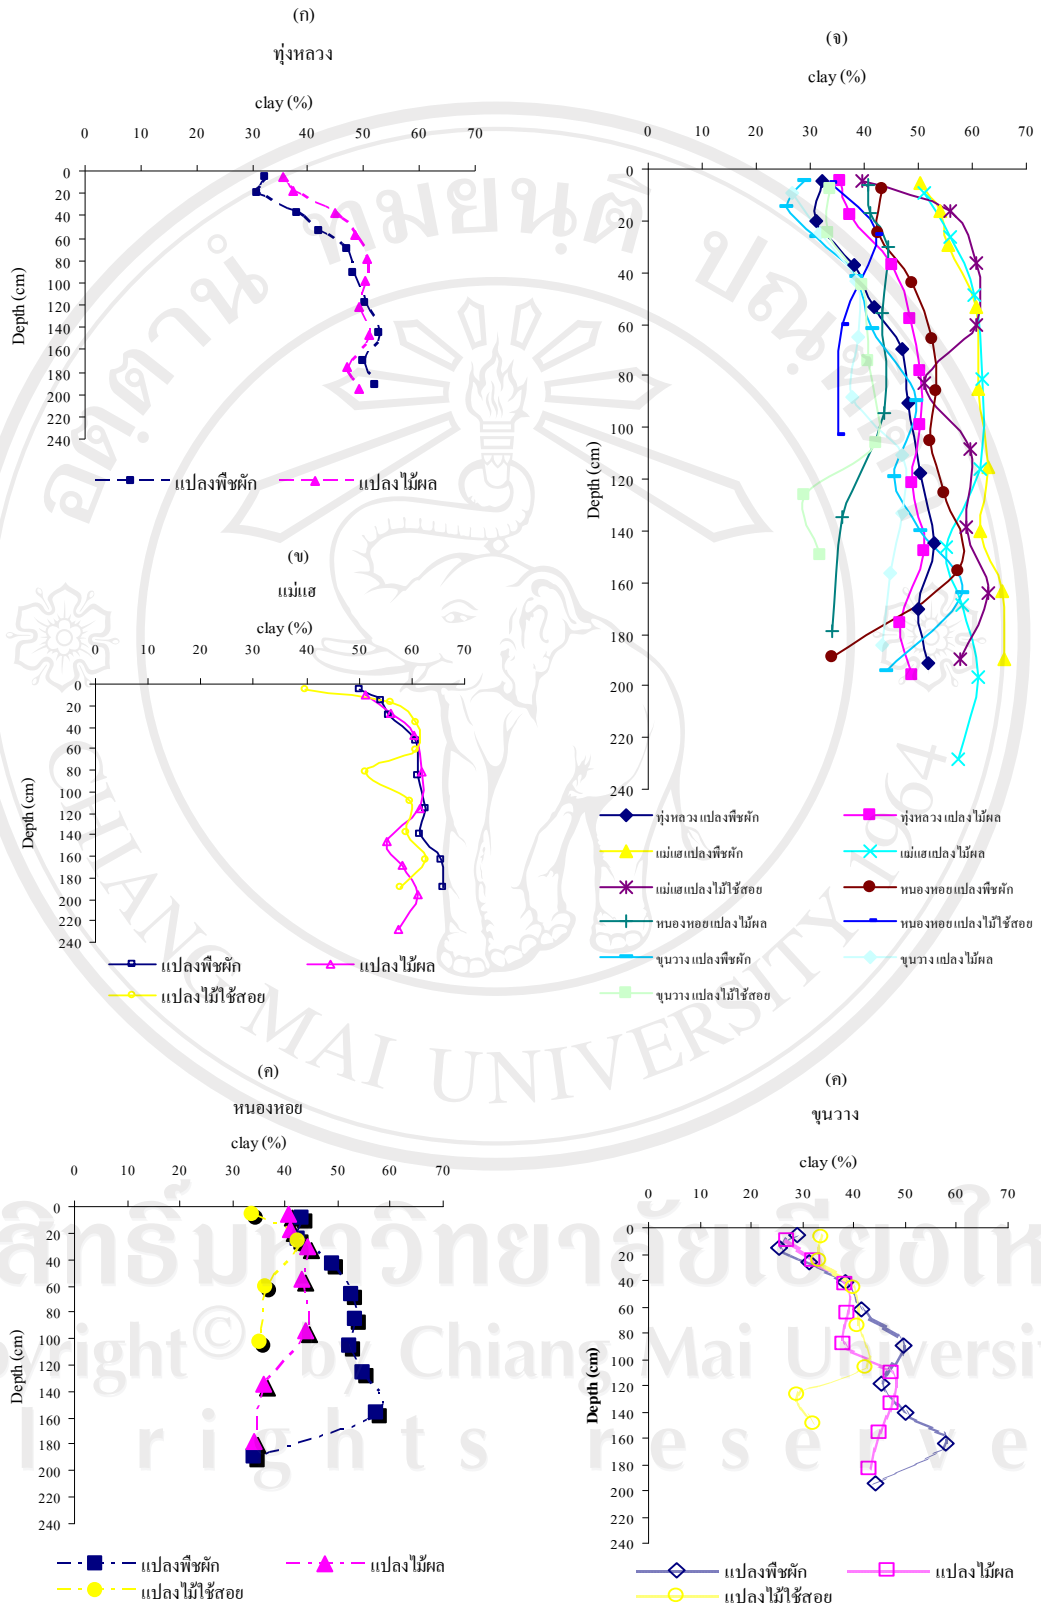 (ก)
ทุ่งหลวง
clay (%)
0 10 20 30 40 50 60 70
0
20
40
60
80
100
120
140
160
180
200
220
240
Depth (cm)
แปลงพืชผัก แปลงไม้ผล
(ข)
แม่แฮ
clay (%)
0 10 20 30 40 50 60 70
0
20
40
60
80
100
120
140
160
180
200
220
240
Depth (cm)
แปลงพืชผัก แปลงไม้ผล
แปลงไม้ใช้สอย
(จ)
clay (%)
0 10 20 30 40 50 60 70
0
20
40
60
80
100
120
140
160
180
200
220
240
Depth (cm)
ทุ่งหลวง แปลงพืชผัก ทุ่งหลวง แปลงไม้ผล
แม่แฮแปลงพืชผัก แม่แฮแปลงไม้ผล
แม่แฮแปลงไม้ใช้สอย หนองหอยแปลงพืชผัก
หนองหอยแปลงไม้ผล หนองหอยแปลงไม้ใช้สอย
ขุนวาง แปลงพืชผัก ขุนวาง แปลงไม้ผล
ขุนวาง แปลงไม้ใช้สอย
(ค)
หนองหอย
clay (%)
0 10 20 30 40 50 60 70
0
20
40
60
80
100
120
140
160
180
200
220
240
Depth (cm)
แปลงพืชผัก แปลงไม้ผล
แปลงไม้ใช้สอย
(ค)
ขุนวาง
clay (%)
0 10 20 30 40 50 60 70
0
20
40
60
80
100
120
140
160
180
200
220
240
Depth (cm)
แปลงพืชผัก แปลงไม้ผล
แปลงไม้ใช้สอย
CHIANG MAI UNIVERSITY 1964
right © by Chiang Mai Universi
l rights reserve